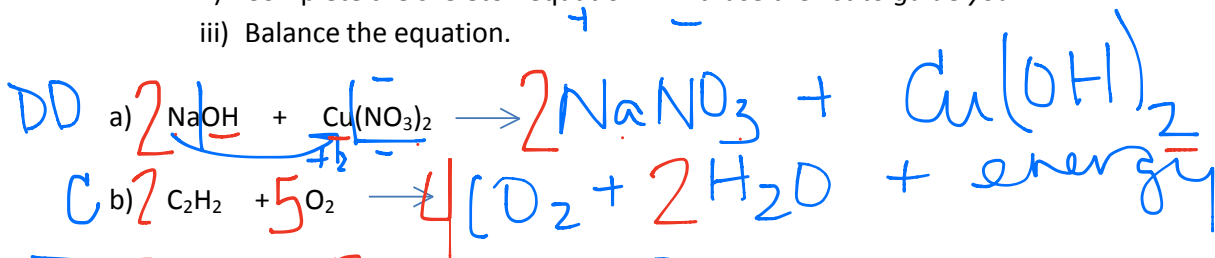 iii) Balance the equation.
+ −
DD a) 2 NaOH + Cu(NO₃)₂ → 2 NaNO₃ + Cu(OH)₂
+2 −
C b) 2 C₂H₂ + 5 O₂ → 4 CO₂ + 2 H₂O + energy